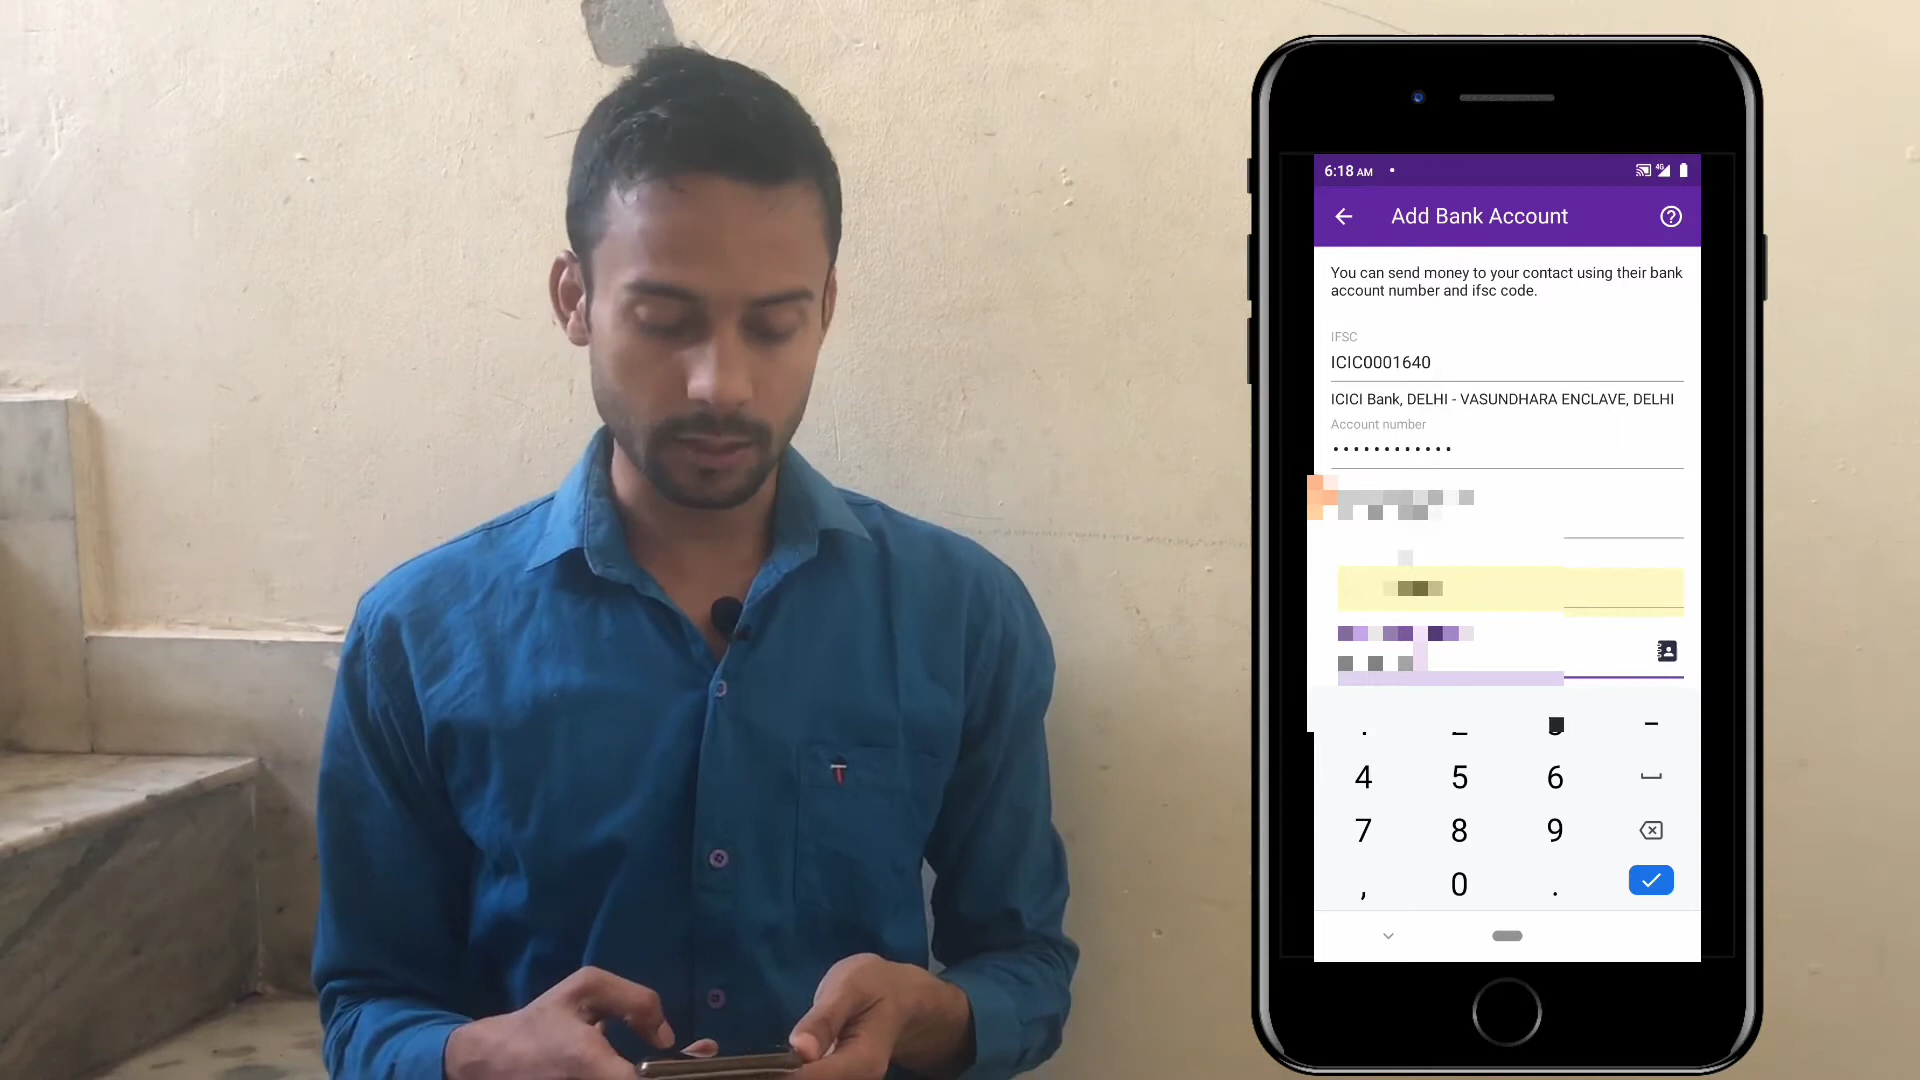 6:18 AM
4G
Add Bank Account
You can send money to your contact using their bank
account number and ifsc code.
IFSC
ICIC0001640
ICICI Bank, DELHI - VASUNDHARA ENCLAVE, DELHI
Account number
••••••••••••
4 5 6
7 8 9
, 0 .